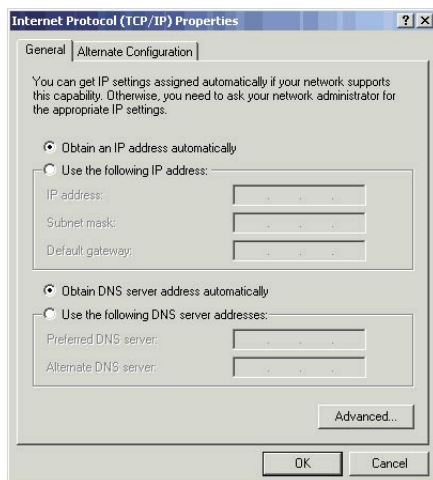 Internet Protocol (TCP/IP) Properties
General
Alternate Configuration
You can get IP settings assigned automatically if your network supports
this capability. Otherwise, you need to ask your network administrator for
the appropriate IP settings.
Obtain an IP address automatically
Use the following IP address:
IP address:
Subnet mask:
Default gateway:
Obtain DNS server address automatically
Use the following DNS server addresses:
Preferred DNS server:
Alternate DNS server:
Advanced...
OK
Cancel